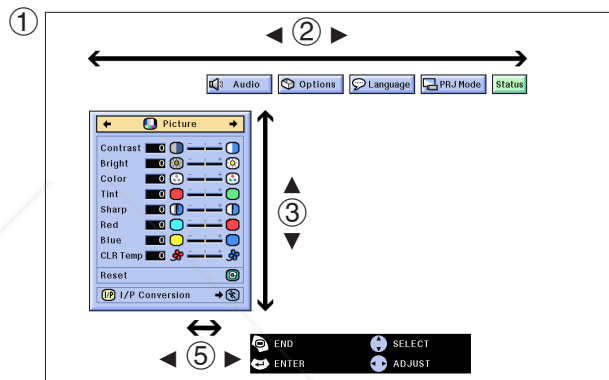 ①
◄ ② ►
Audio Options Language PRJ Mode Status
Picture
Contrast 0
Bright 0
Color 0
Tint 0
Sharp 0
Red 0
Blue 0
CLR Temp 0
Reset
I/P I/P Conversion
▲
③
▼
◄ ⑤ ►
END SELECT
ENTER ADJUST